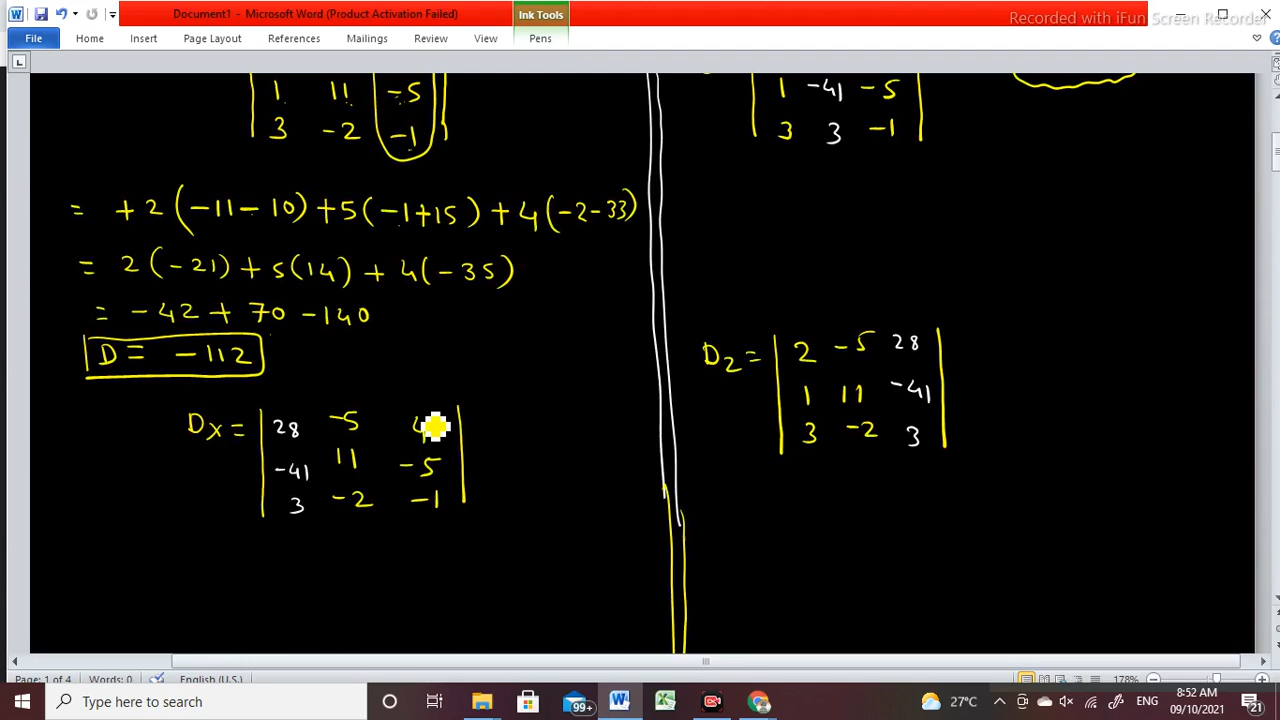 Document1 - Microsoft Word (Product Activation Failed)
Ink Tools
Recorded with iFun Screen Recorder
File Home Insert Page Layout References Mailings Review View Pens
1 11 -5
3 -2 -1
= +2(-11-10)+5(-1+15)+4(-2-33)
= 2(-21)+5(14)+4(-35)
= -42+70-140
D= -112
Dx= 28 -5 4
-41 11 -5
3 -2 -1
1 -41 -5
3 3 -1
Dz= 2 -5 28
1 11 -41
3 -2 3
Page: 1 of 4 Words: 0 English (U.S.) 178%
Type here to search
99+
27°C
ENG
8:52 AM
09/10/2021
21